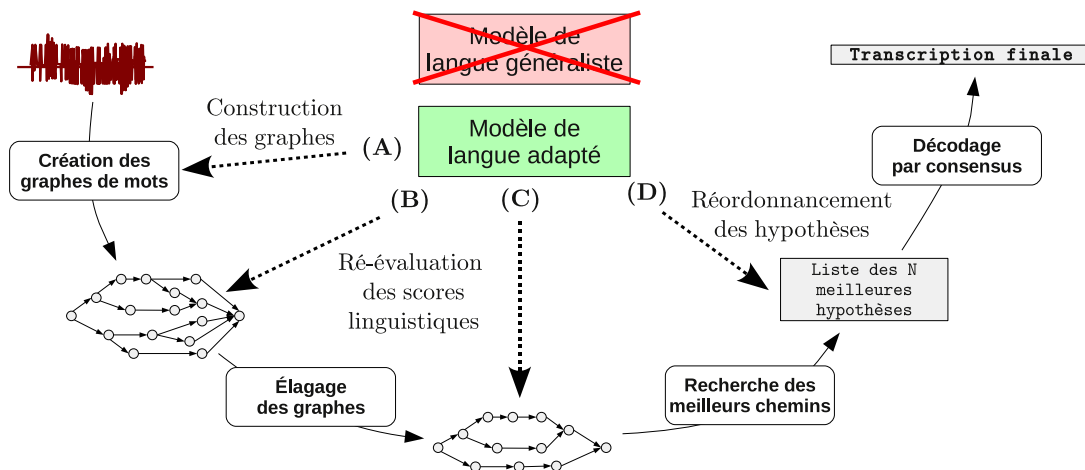 Modèle de
langue généraliste
Transcription finale
Construction
des graphes
(A)
Modèle de
langue adapté
Décodage
par consensus
Création des
graphes de mots
(B)
(C)
(D)
Réordonnancement
des hypothèses
Ré-évaluation
des scores
linguistiques
Liste des N
meilleures
hypothèses
Élagage
des graphes
Recherche des
meilleurs chemins